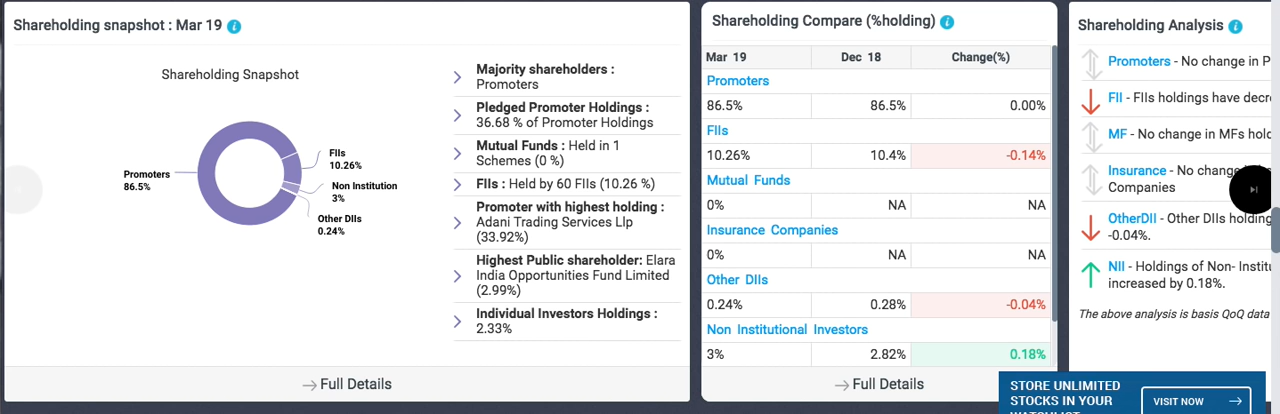 Shareholding snapshot : Mar 19
Shareholding Snapshot
Promoters
86.5%
FIIs
10.26%
Non Institution
3%
Other DIIs
0.24%
Majority shareholders :
Promoters
Pledged Promoter Holdings :
36.68 % of Promoter Holdings
Mutual Funds : Held in 1
Schemes (0 %)
FIIs : Held by 60 FIIs (10.26 %)
Promoter with highest holding :
Adani Trading Services Llp
(33.92%)
Highest Public shareholder: Elara
India Opportunities Fund Limited
(2.99%)
Individual Investors Holdings :
2.33%
Full Details
Shareholding Compare (%holding)
Mar 19 Dec 18 Change(%)
Promoters
86.5% 86.5% 0.00%
FIIs
10.26% 10.4% -0.14%
Mutual Funds
0% NA NA
Insurance Companies
0% NA NA
Other DIIs
0.24% 0.28% -0.04%
Non Institutional Investors
3% 2.82% 0.18%
Full Details
Shareholding Analysis
Promoters - No change in P
FII - FIIs holdings have decr
MF - No change in MFs hold
Insurance - No chang
Companies
OtherDII - Other DIIs holding
-0.04%.
NII - Holdings of Non- Instit
increased by 0.18%.
The above analysis is basis QoQ data
STORE UNLIMITED
STOCKS IN YOUR
VISIT NOW